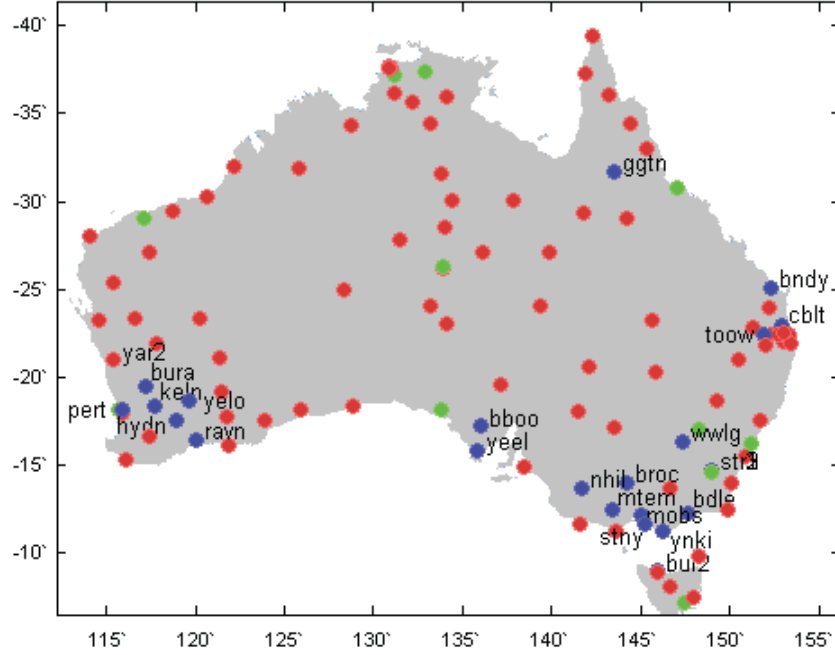 -40`
-35`
-30`
-25`
-20`
-15`
-10`
ggtn
bndy
cblt
toow
yar2
bura
keln
yelo
pert
hydn
ravn
bboo
yeel
wwlg
nhil
broc
mtem
bdle
mobs
stny
ynki
bur2
115`
120`
125`
130`
135`
140`
145`
150`
155`